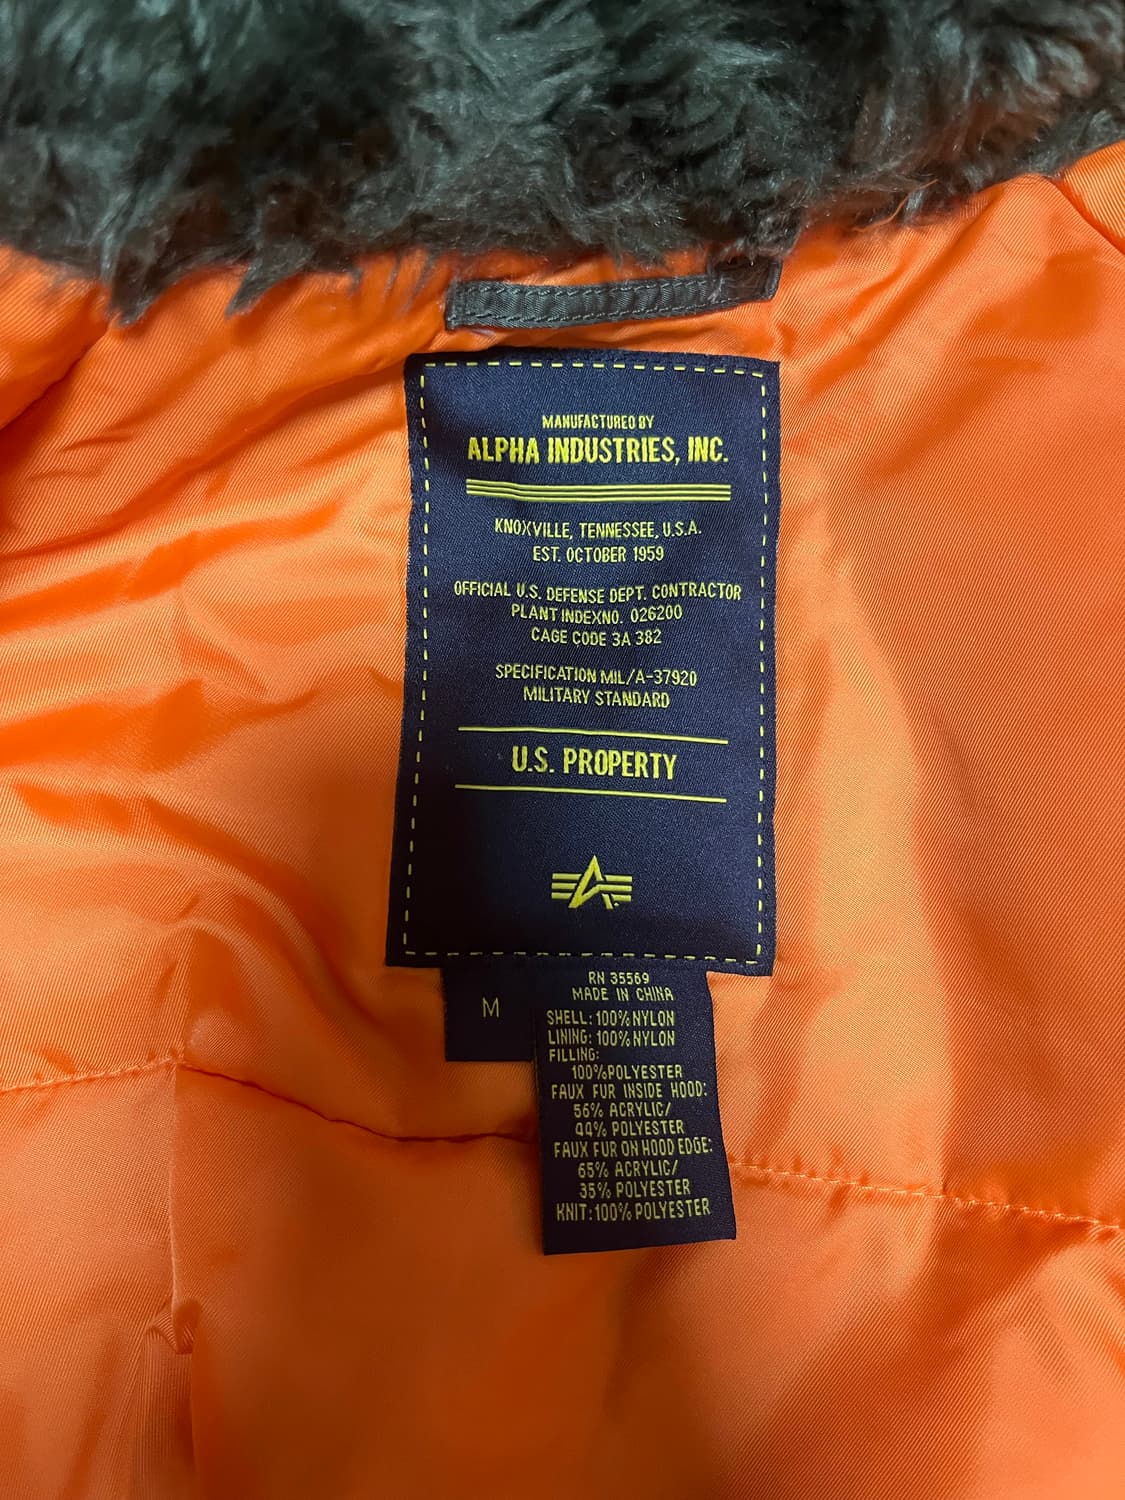 MANUFACTURED BY
ALPHA INDUSTRIES, INC.
KNOXVILLE, TENNESSEE, U.S.A.
EST. OCTOBER 1959
OFFICIAL U.S. DEFENSE DEPT. CONTRACTOR
PLANT INDEXNO. 026200
CAGE CODE 3A 382
SPECIFICATION MIL/A-37920
MILITARY STANDARD
U.S. PROPERTY
M
RN 35569
MADE IN CHINA
SHELL: 100% NYLON
LINING: 100% NYLON
FILLING:
100%POLYESTER
FAUX FUR INSIDE HOOD:
56% ACRYLIC/
44% POLYESTER
FAUX FUR ON HOOD EDGE:
65% ACRYLIC/
35% POLYESTER
KNIT:100% POLYESTER